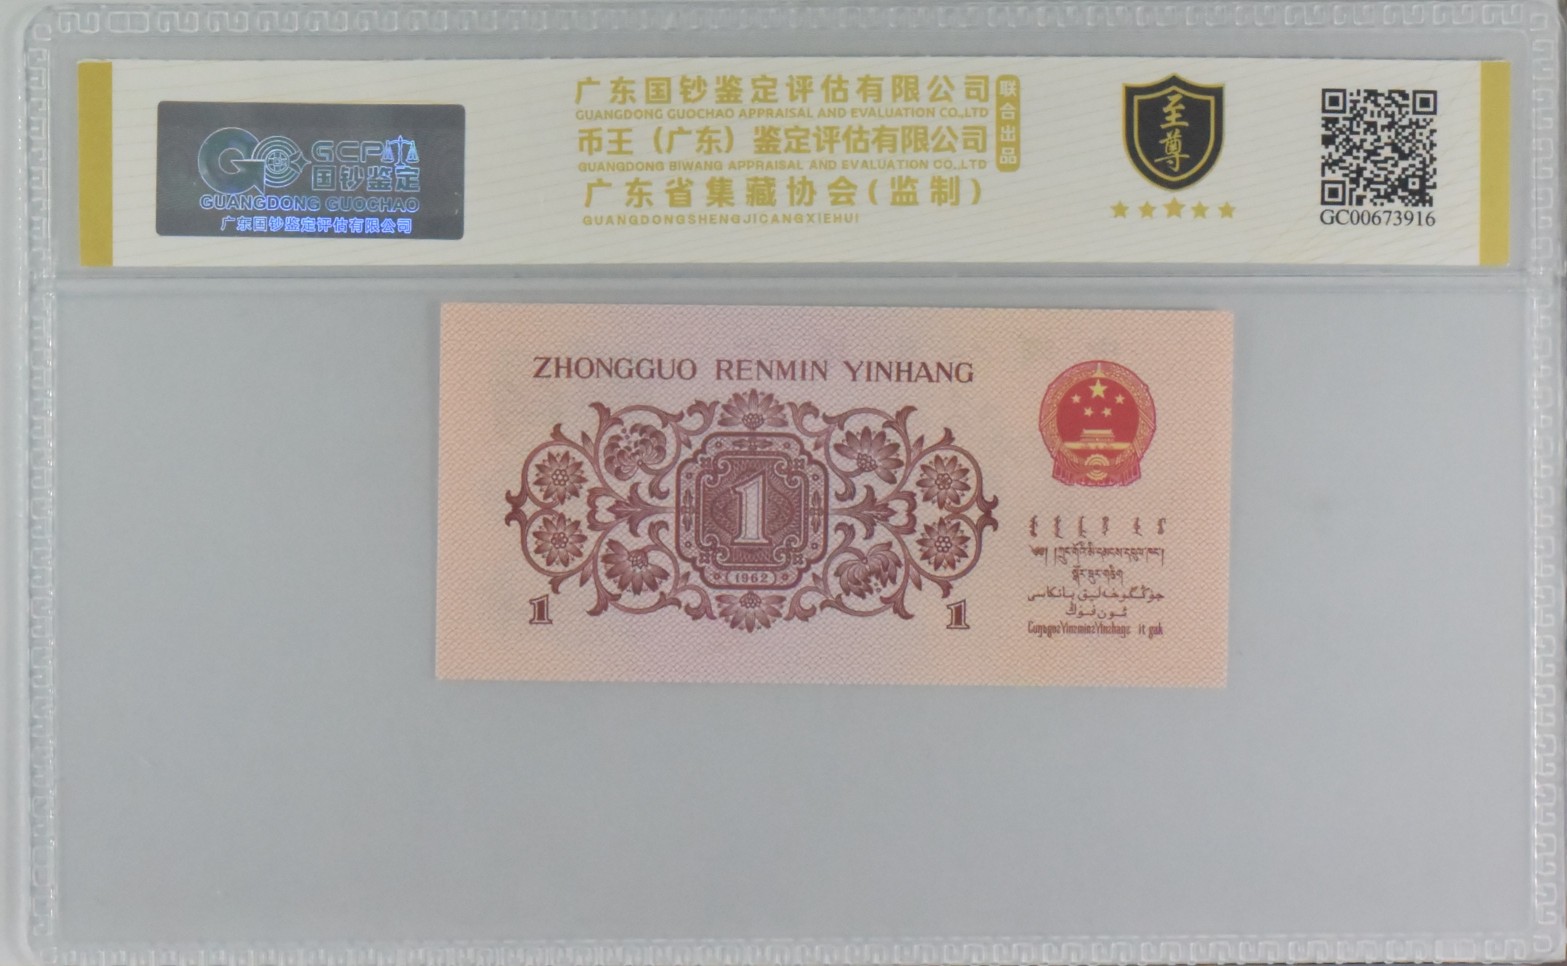 GCP
国钞鉴定
GUANGDONG GUOCHAO
广东国钞鉴定评估有限公司
广东国钞鉴定评估有限公司
GUANGDONG GUOCHAO APPRAISAL AND EVALUATION CO.,LTD
币王（广东）鉴定评估有限公司
GUANGDONG BIWANG APPRAISAL AND EVALUATION CO.,LTD
广东省集藏协会(监制)
GUANGDONGSHENGJICANGXIEHUI
联合出品
至尊
GC00673916
ZHONGGUO RENMIN YINHANG
1
(1962)
1
1